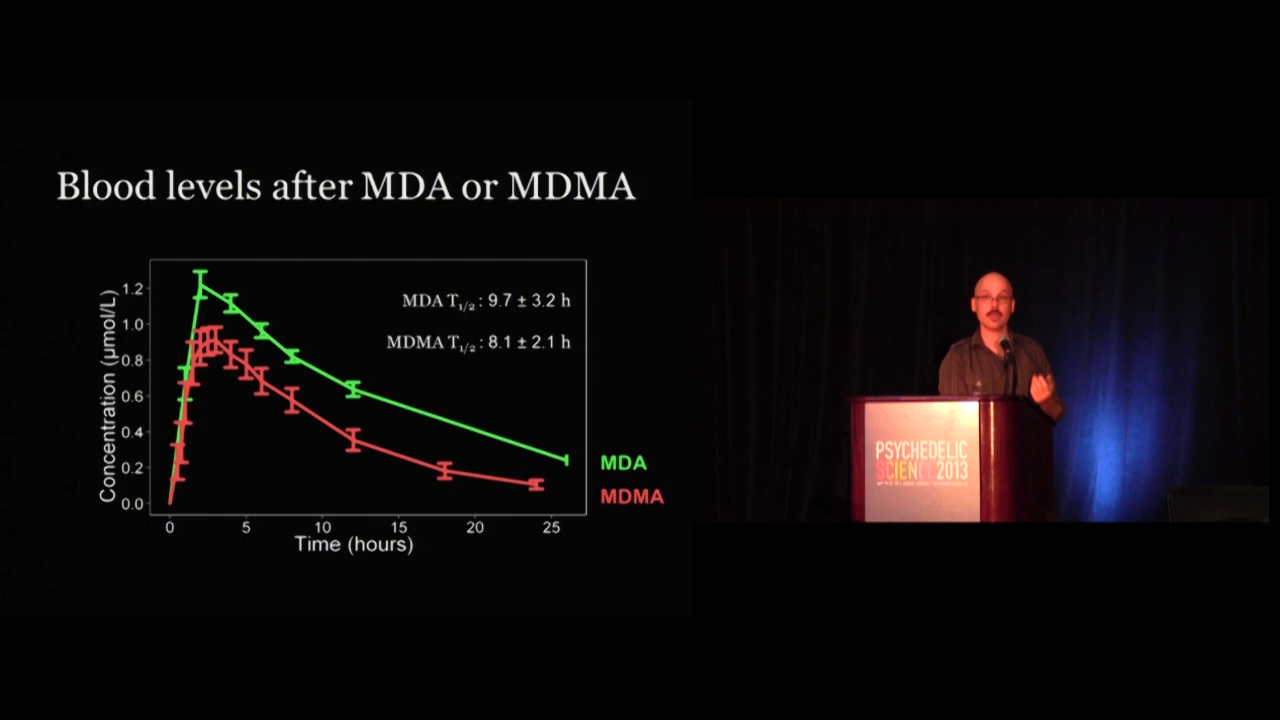 Blood levels after MDA or MDMA
MDA T1/2 : 9.7 ± 3.2 h
MDMA T1/2 : 8.1 ± 2.1 h
Concentration (µmol/L)
1.2
1.0
0.8
0.6
0.4
0.2
0.0
0 5 10 15 20 25
Time (hours)
MDA
MDMA
PSYCHEDELIC
SCIENCE 2013